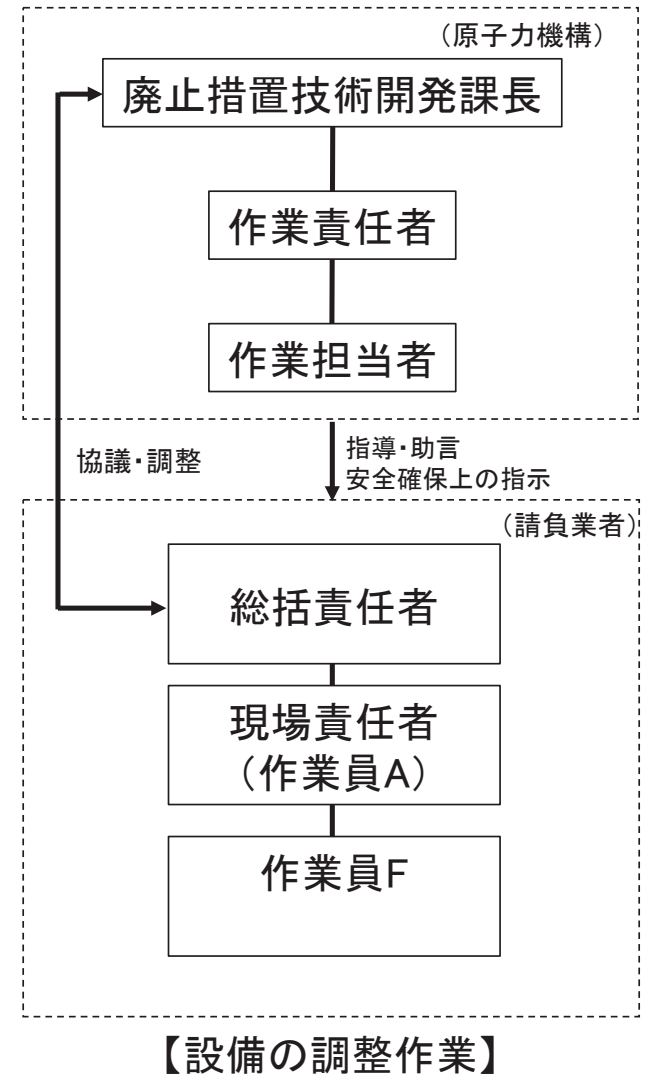 (原子力機構)
廃止措置技術開発課長
作業責任者
作業担当者
協議・調整
指導・助言
安全確保上の指示
(請負業者)
総括責任者
現場責任者
(作業員A)
作業員F
【設備の調整作業】